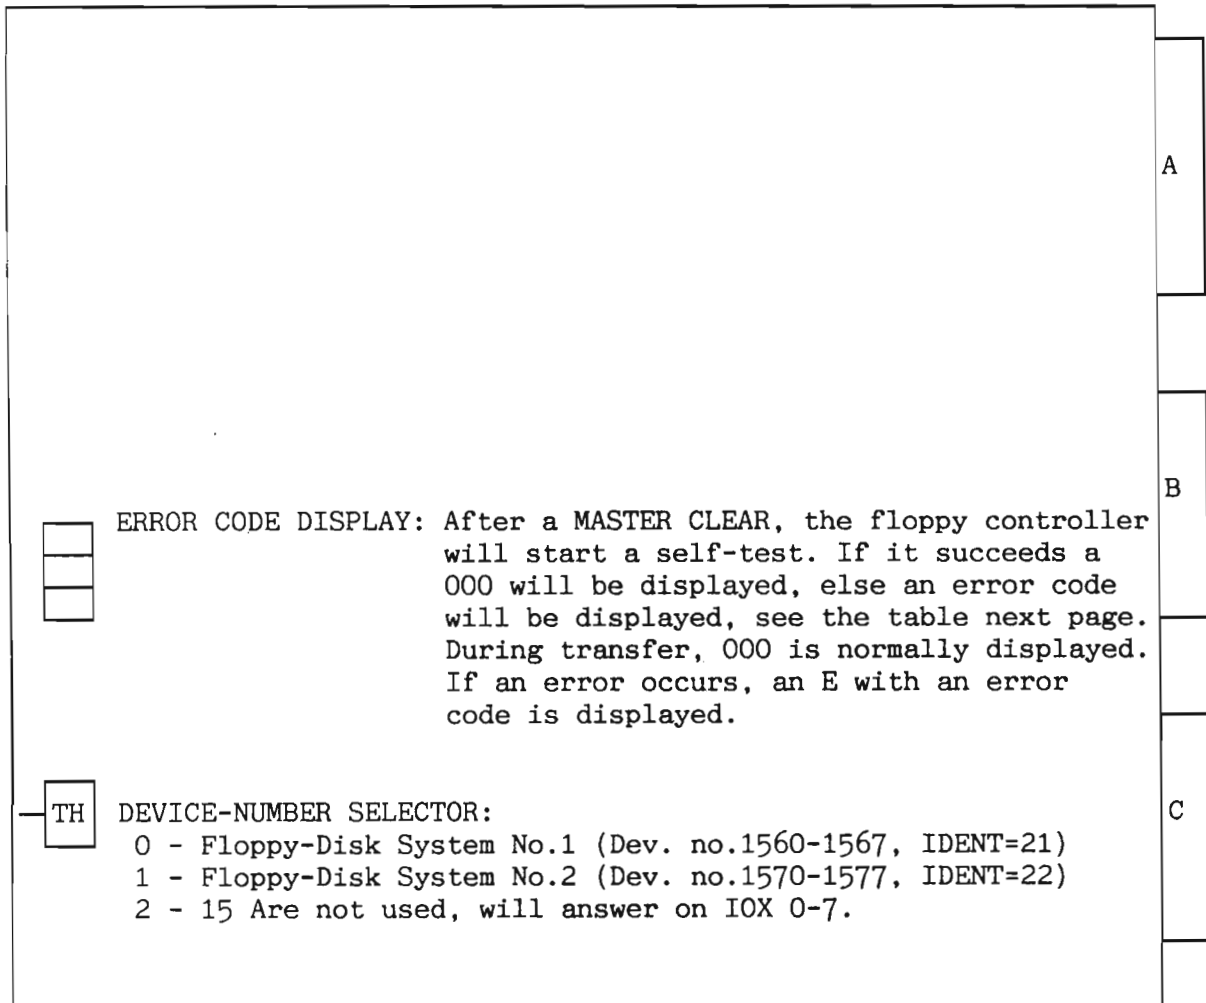 A
B
ERROR CODE DISPLAY: After a MASTER CLEAR, the floppy controller
will start a self-test. If it succeeds a
000 will be displayed, else an error code
will be displayed, see the table next page.
During transfer, 000 is normally displayed.
If an error occurs, an E with an error
code is displayed.
TH
DEVICE-NUMBER SELECTOR:
C
0 - Floppy-Disk System No.1 (Dev. no.1560-1567, IDENT=21)
1 - Floppy-Disk System No.2 (Dev. no.1570-1577, IDENT=22)
2 - 15 Are not used, will answer on IOX 0-7.